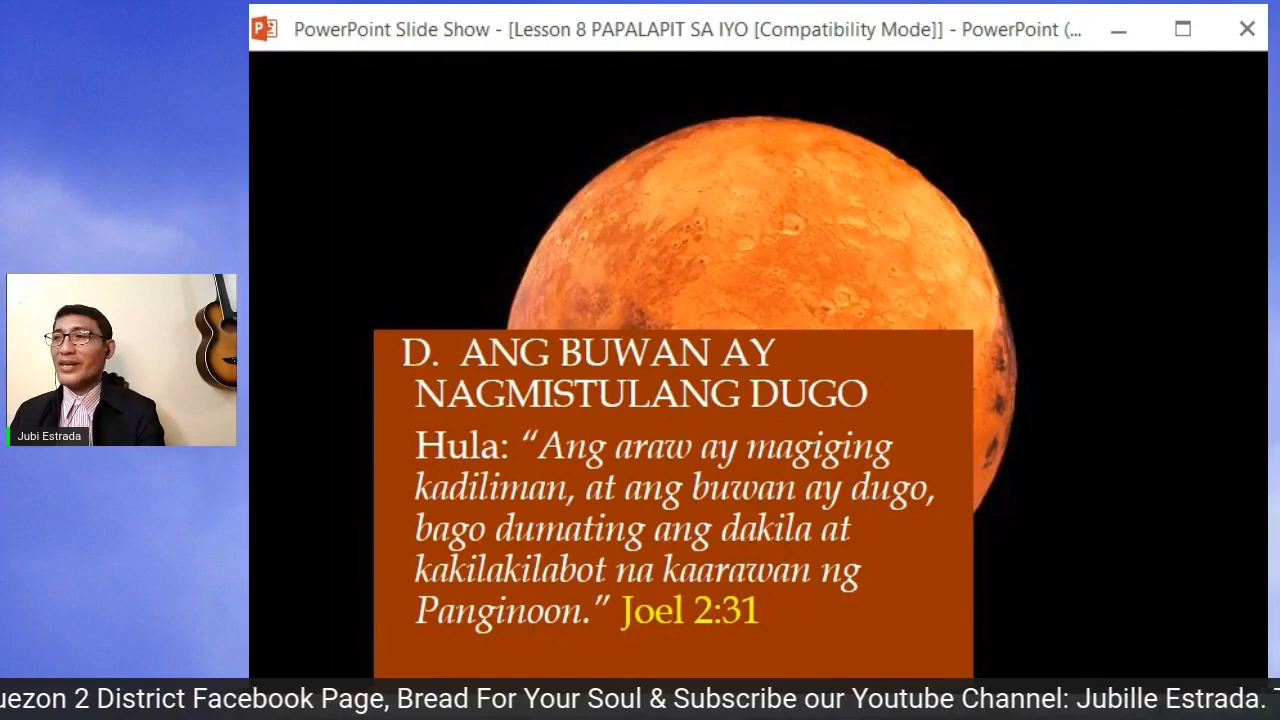 PowerPoint Slide Show - [Lesson 8 PAPALAPIT SA IYO [Compatibility Mode]] - PowerPoint (...
D. ANG BUWAN AY
NAGMISTULANG DUGO
Hula: “Ang araw ay magiging
kadiliman, at ang buwan ay dugo,
bago dumating ang dakila at
kakilakilabot na kaarawan ng
Panginoon.” Joel 2:31
Jubi Estrada
2 District Facebook Page, Bread For Your Soul & Subscribe our Youtube Channel: Jubille Estrada.